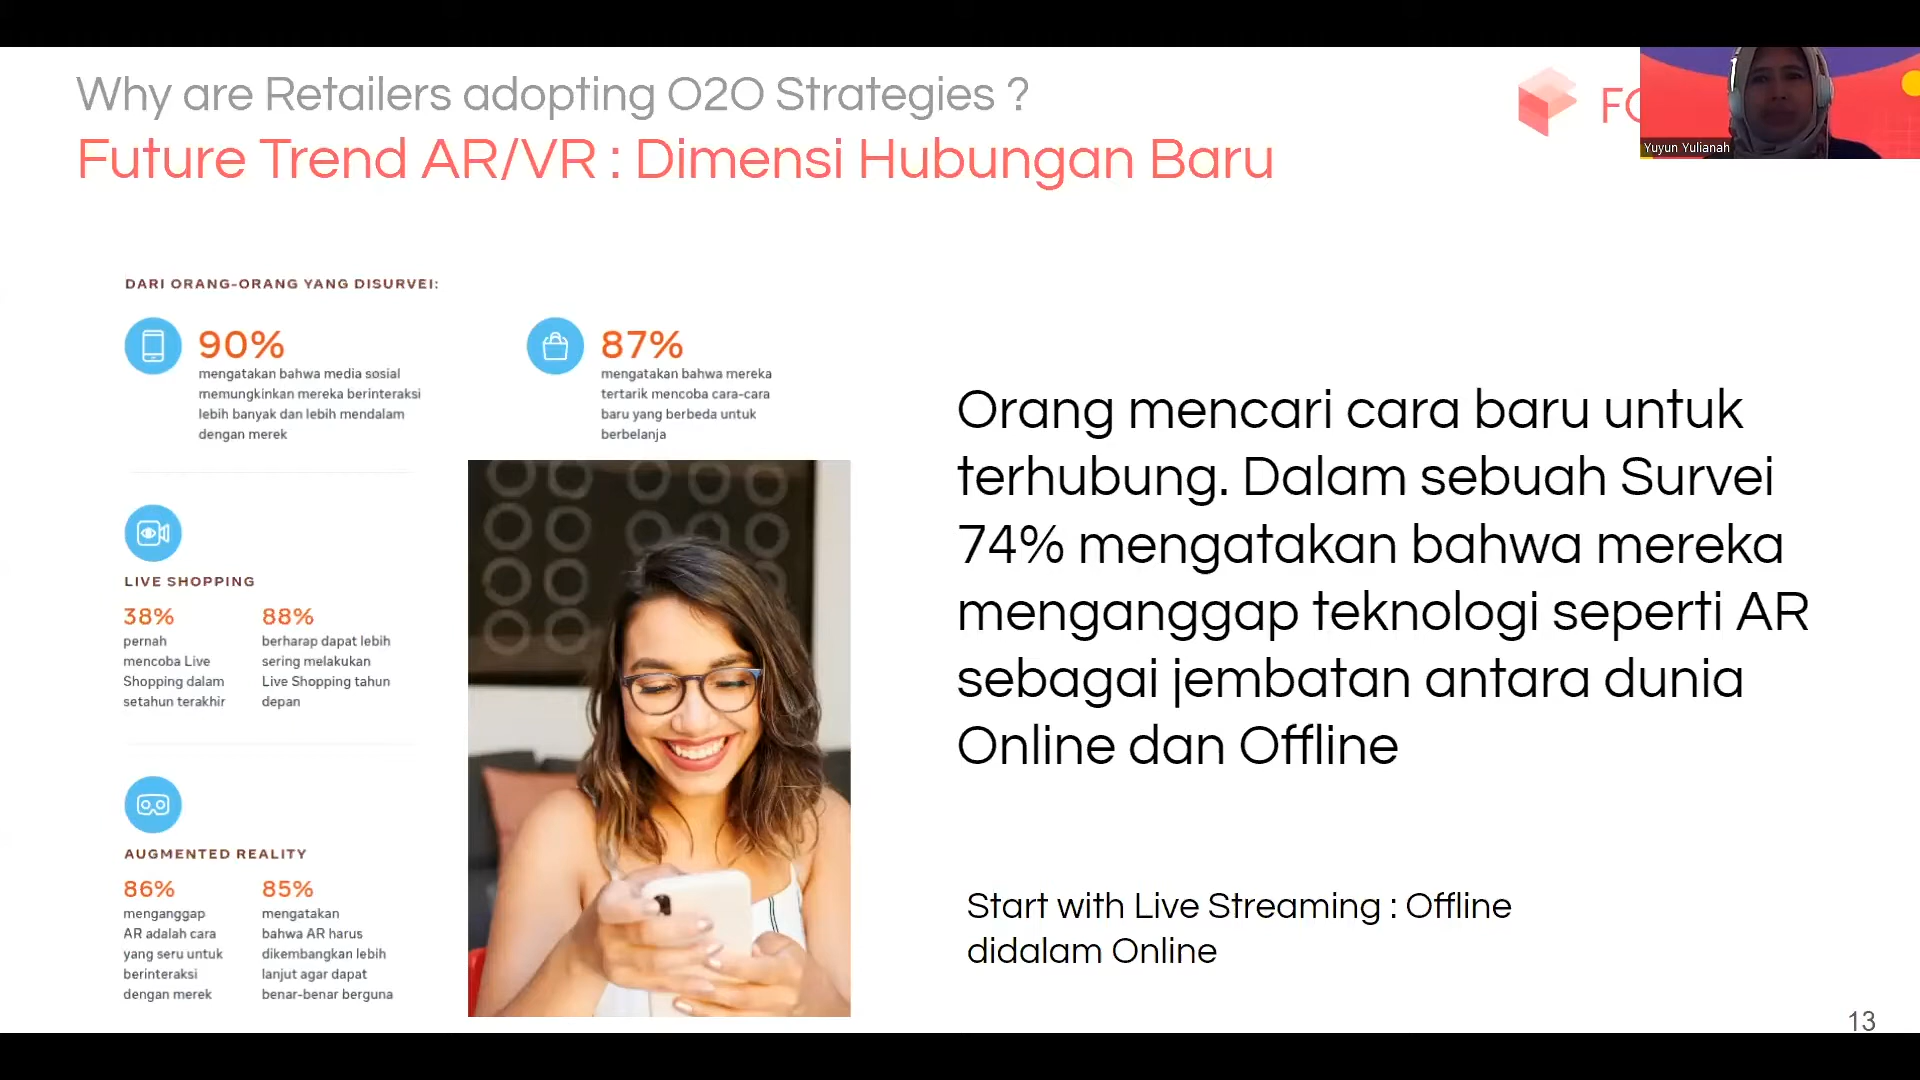 Why are Retailers adopting O2O Strategies ?
Future Trend AR/VR : Dimensi Hubungan Baru
Yuyun Yulianah
DARI ORANG-ORANG YANG DISURVEI:
90%
mengatakan bahwa media sosial
memungkinkan mereka berinteraksi
lebih banyak dan lebih mendalam
dengan merek
87%
mengatakan bahwa mereka
tertarik mencoba cara-cara
baru yang berbeda untuk
berbelanja
LIVE SHOPPING
38%
pernah
mencoba Live
Shopping dalam
setahun terakhir
88%
berharap dapat lebih
sering melakukan
Live Shopping tahun
depan
AUGMENTED REALITY
86%
menganggap
AR adalah cara
yang seru untuk
berinteraksi
dengan merek
85%
mengatakan
bahwa AR harus
dikembangkan lebih
lanjut agar dapat
benar-benar berguna
Orang mencari cara baru untuk
terhubung. Dalam sebuah Survei
74% mengatakan bahwa mereka
menganggap teknologi seperti AR
sebagai jembatan antara dunia
Online dan Offline
Start with Live Streaming : Offline
didalam Online
13